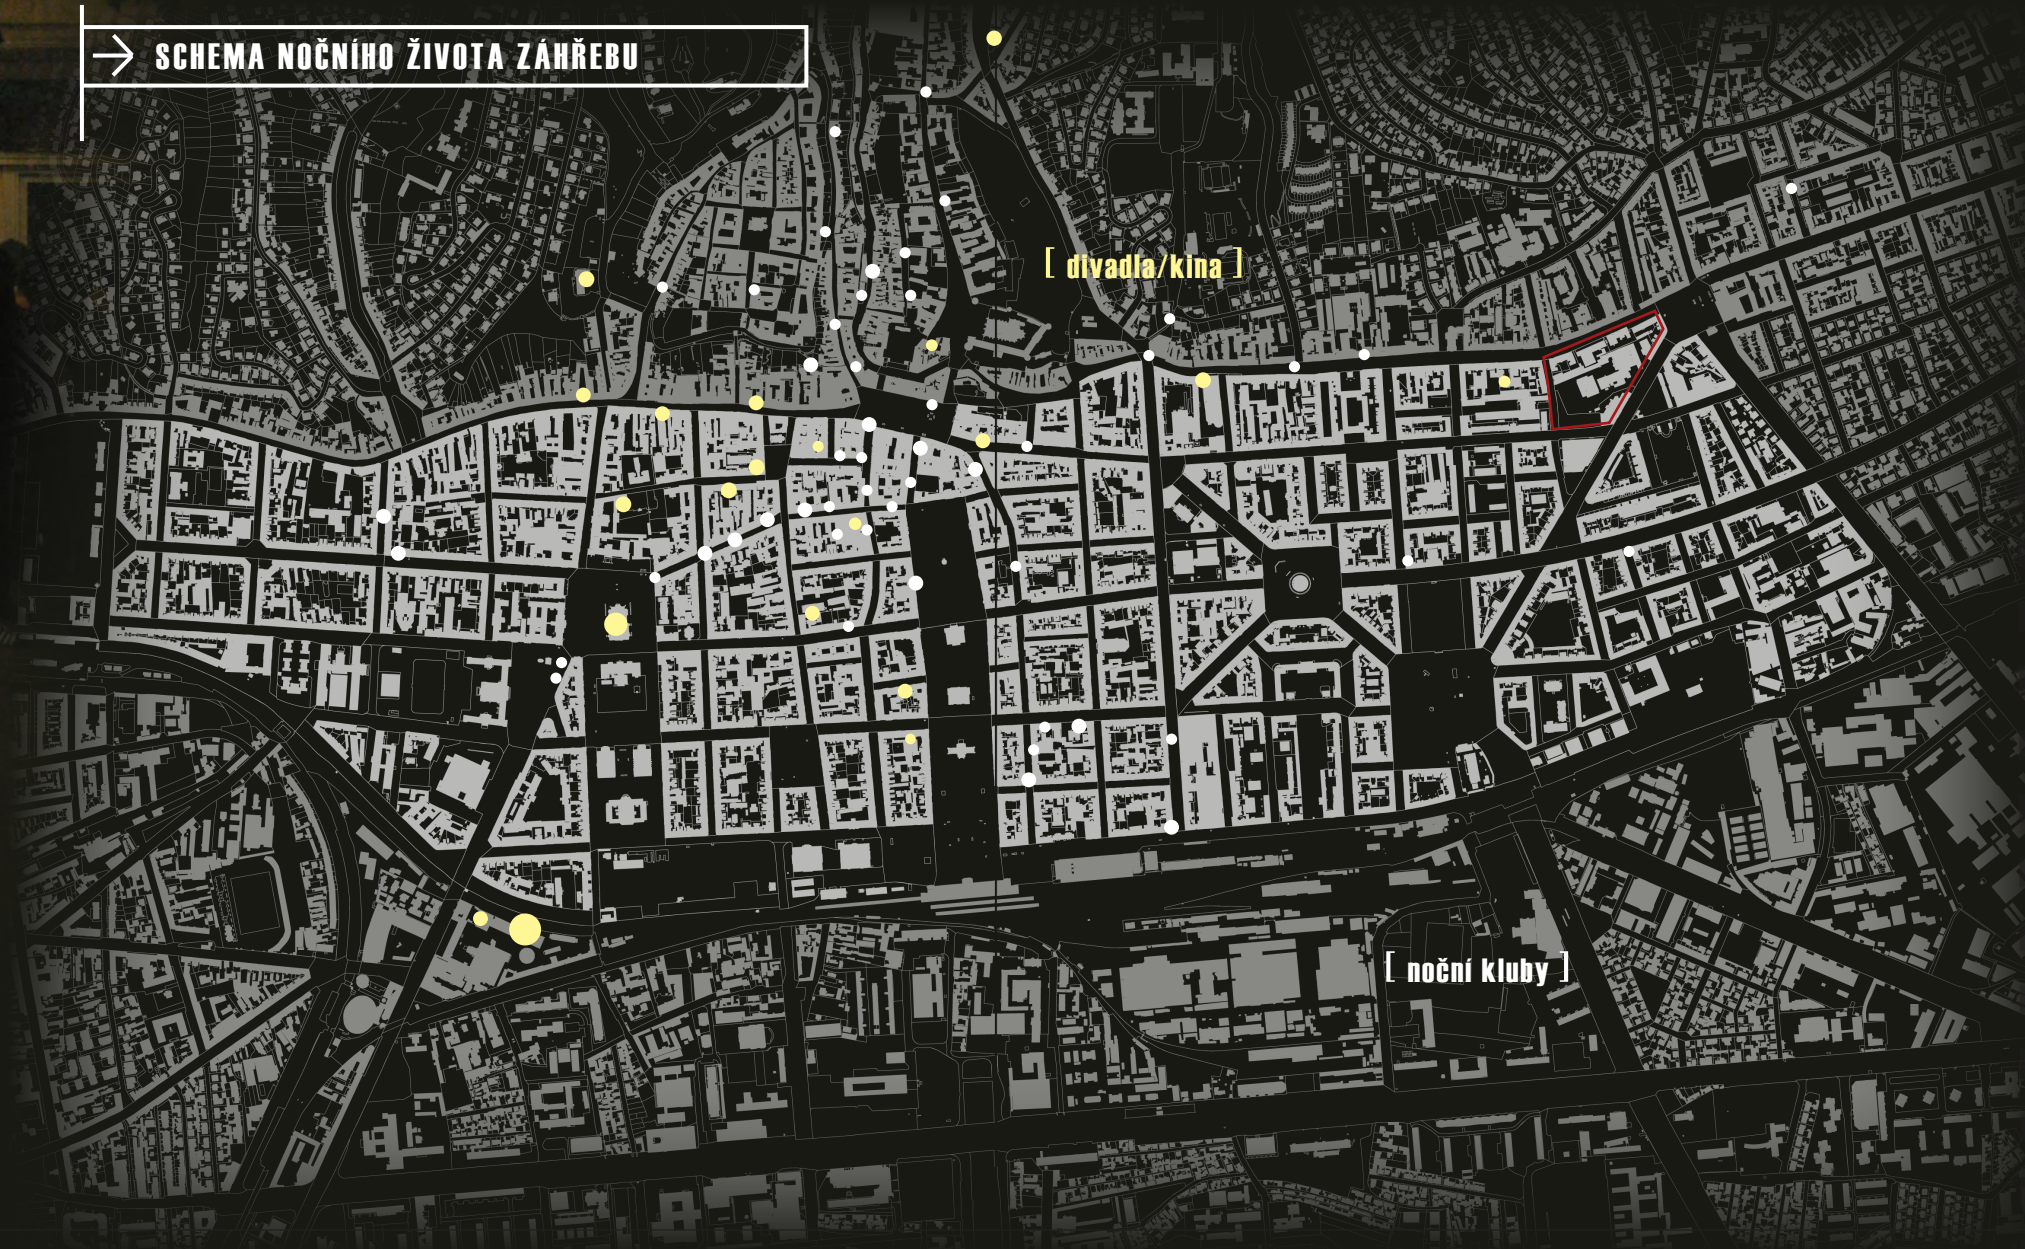 SCHEMA NOČNÍHO ŽIVOTA ZÁHŘEBU
[ divadla/kina ]
[ noční kluby ]